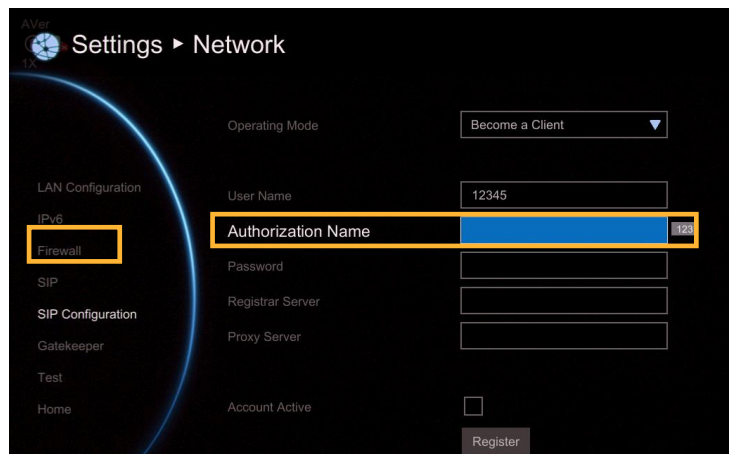 AVer
1X
Settings ▸ Network
Operating Mode
Become a Client
LAN Configuration
User Name
12345
IPv6
Authorization Name
123
Firewall
Password
SIP
Registrar Server
SIP Configuration
Proxy Server
Gatekeeper
Test
Home
Account Active
Register